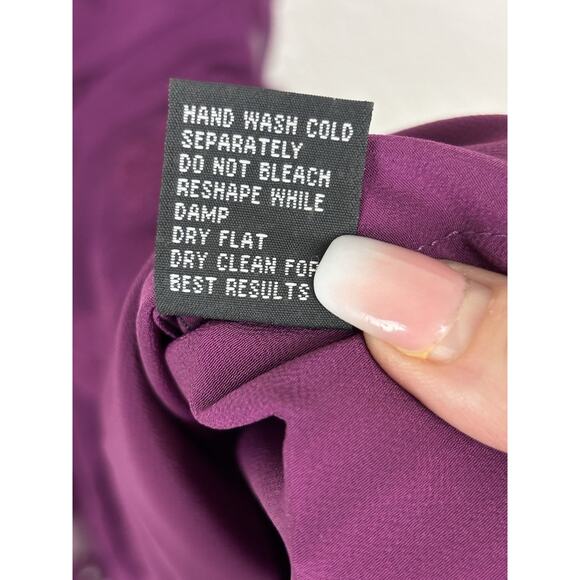 HAND WASH COLD
SEPARATELY
DO NOT BLEACH
RESHAPE WHILE
DAMP
DRY FLAT
DRY CLEAN FOR
BEST RESULTS